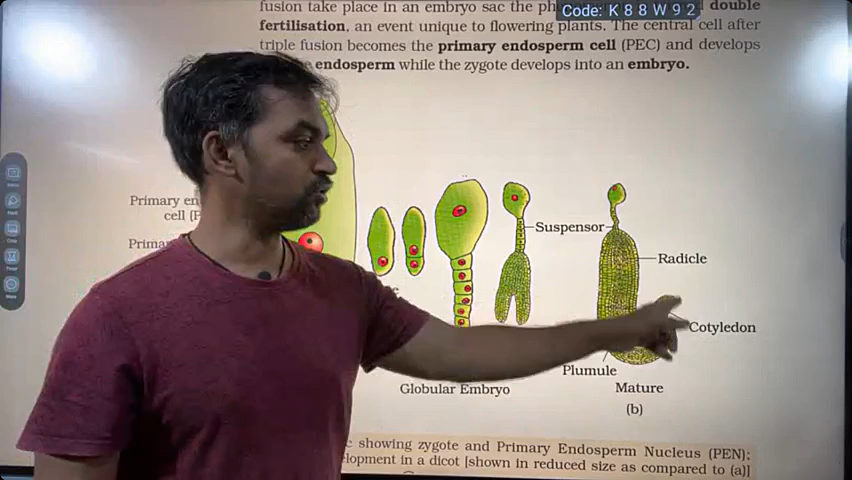 fusion take place in an embryo sac the double
Code: K 8 8 W 9 2
fertilisation, an event unique to flowering plants. The central cell after
triple fusion becomes the primary endosperm cell (PEC) and develops
endosperm while the zygote develops into an embryo.
Primary
cell
Suspensor
Radicle
Cotyledon
Plumule
Globular Embryo
Mature
(b)
showing zygote and Primary Endosperm Nucleus (PEN);
in a dicot [shown in reduced size as compared to (a)]